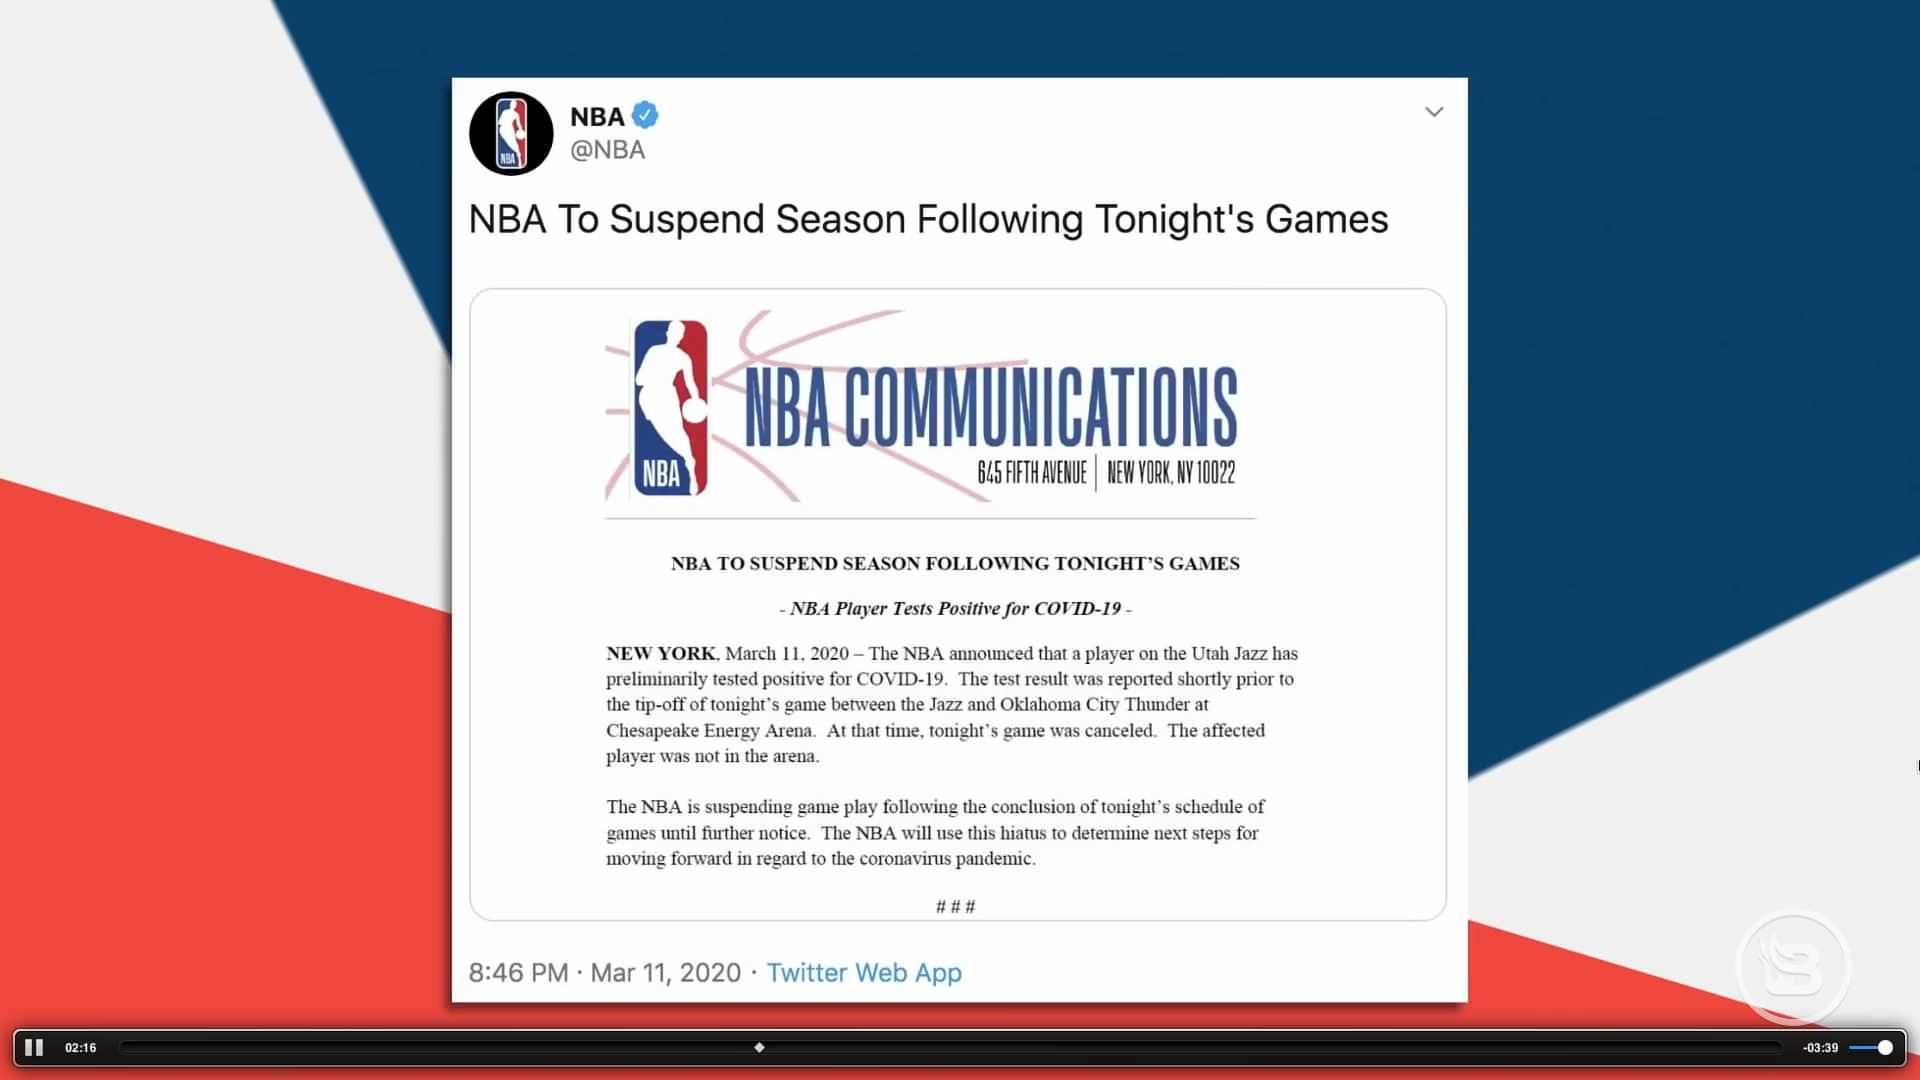 NBA
@NBA
NBA
NBA To Suspend Season Following Tonight's Games
NBA COMMUNICATIONS
645 FIFTH AVENUE | NEW YORK, NY 10022
NBA
NBA TO SUSPEND SEASON FOLLOWING TONIGHT'S GAMES
- NBA Player Tests Positive for COVID-19 -
NEW YORK, March 11, 2020 – The NBA announced that a player on the Utah Jazz has
preliminarily tested positive for COVID-19.  The test result was reported shortly prior to
the tip-off of tonight's game between the Jazz and Oklahoma City Thunder at
Chesapeake Energy Arena.  At that time, tonight's game was canceled.  The affected
player was not in the arena.
The NBA is suspending game play following the conclusion of tonight's schedule of
games until further notice.  The NBA will use this hiatus to determine next steps for
moving forward in regard to the coronavirus pandemic.
# # #
8:46 PM · Mar 11, 2020 · Twitter Web App
B
02:16
-03:39